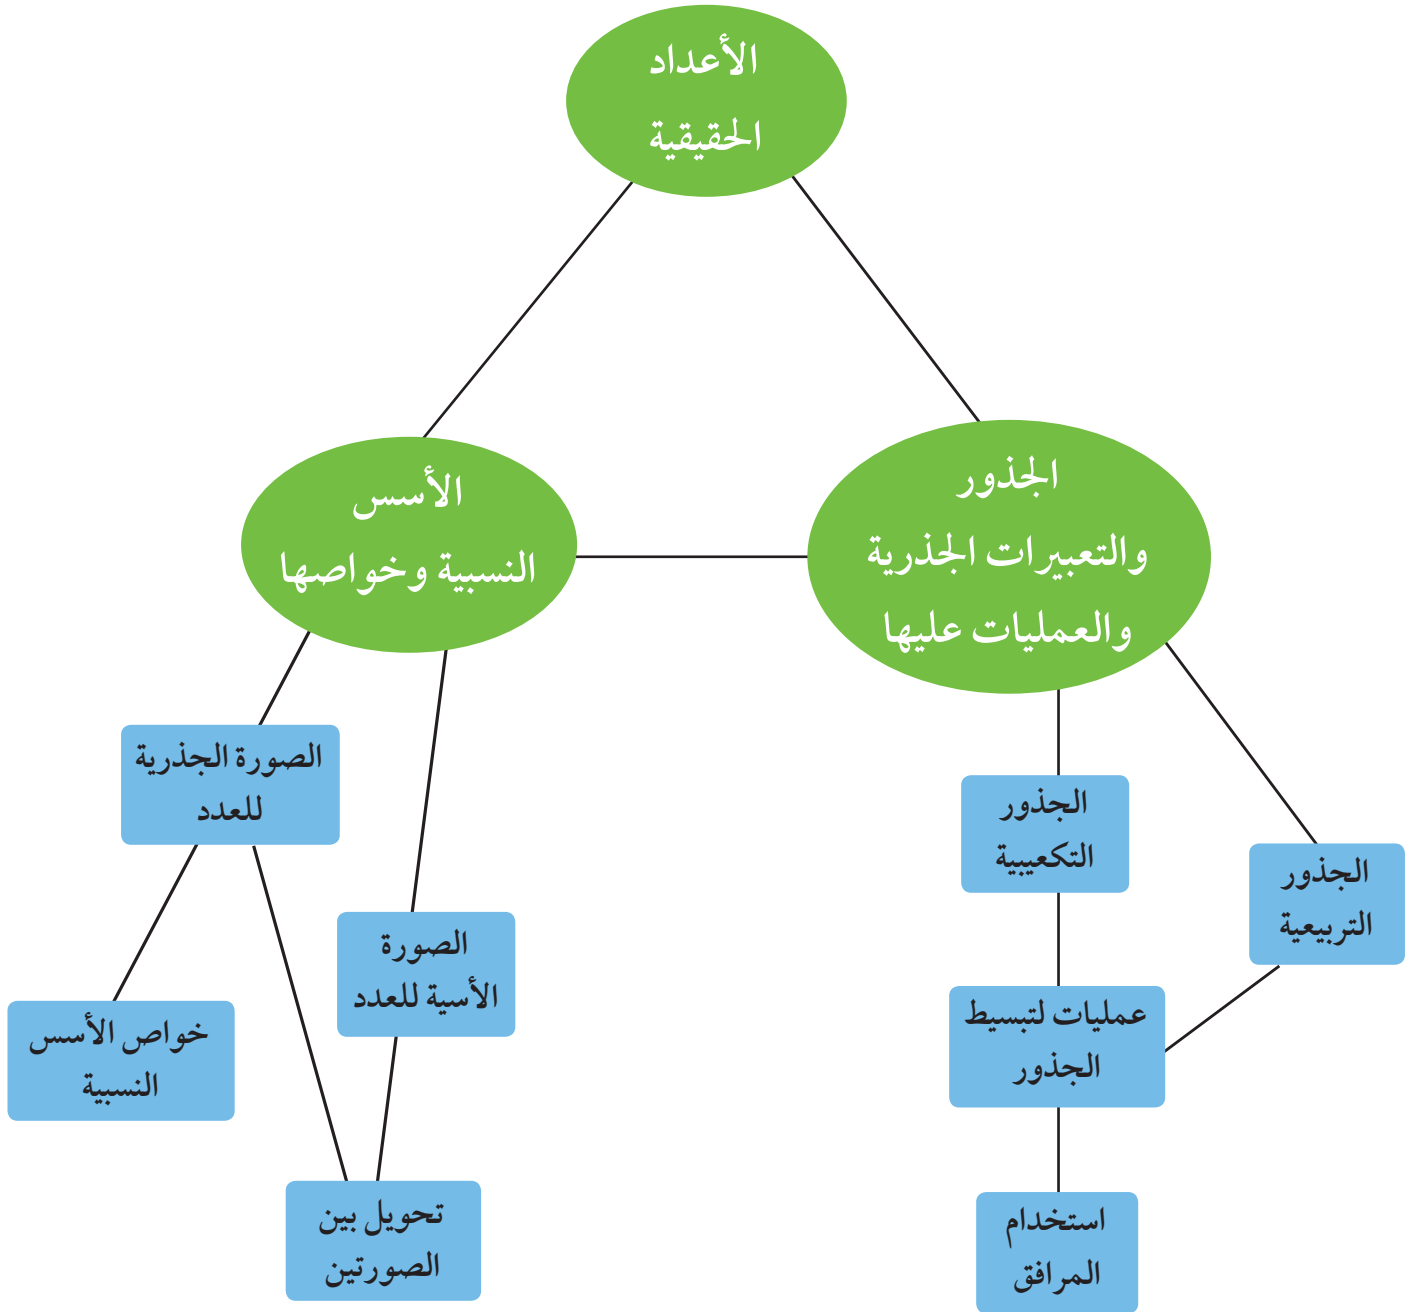 الأعداد
الحقيقية
الجذور
والتعبيرات الجذرية
والعمليات عليها
الأسس
النسبية وخواصها
الجذور
التربيعية
الجذور
التكعيبية
عمليات لتبسيط
الجذور
استخدام
المرافق
الصورة الجذرية
للعدد
الصورة
الأسية للعدد
خواص الأسس
النسبية
تحويل بين
الصورتين